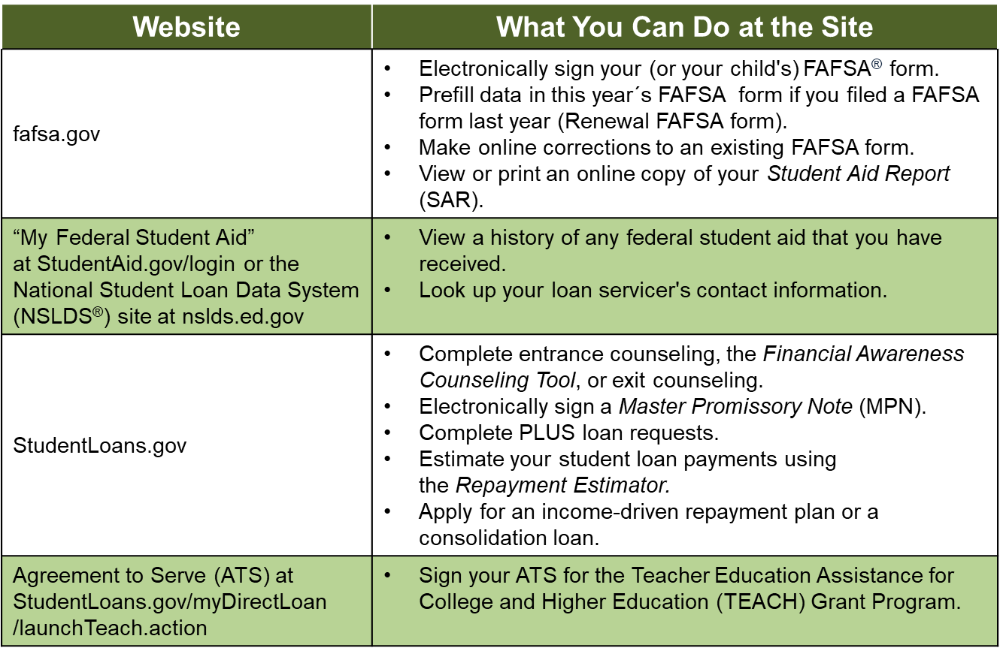 Website
What You Can Do at the Site
fafsa.gov
• Electronically sign your (or your child's) FAFSA® form.
• Prefill data in this year´s FAFSA form if you filed a FAFSA
form last year (Renewal FAFSA form).
• Make online corrections to an existing FAFSA form.
• View or print an online copy of your Student Aid Report
(SAR).
“My Federal Student Aid”
at StudentAid.gov/login or the
National Student Loan Data System
(NSLDS®) site at nslds.ed.gov
• View a history of any federal student aid that you have
received.
• Look up your loan servicer's contact information.
StudentLoans.gov
• Complete entrance counseling, the Financial Awareness
Counseling Tool, or exit counseling.
• Electronically sign a Master Promissory Note (MPN).
• Complete PLUS loan requests.
• Estimate your student loan payments using
the Repayment Estimator.
• Apply for an income-driven repayment plan or a
consolidation loan.
Agreement to Serve (ATS) at
StudentLoans.gov/myDirectLoan
/launchTeach.action
• Sign your ATS for the Teacher Education Assistance for
College and Higher Education (TEACH) Grant Program.